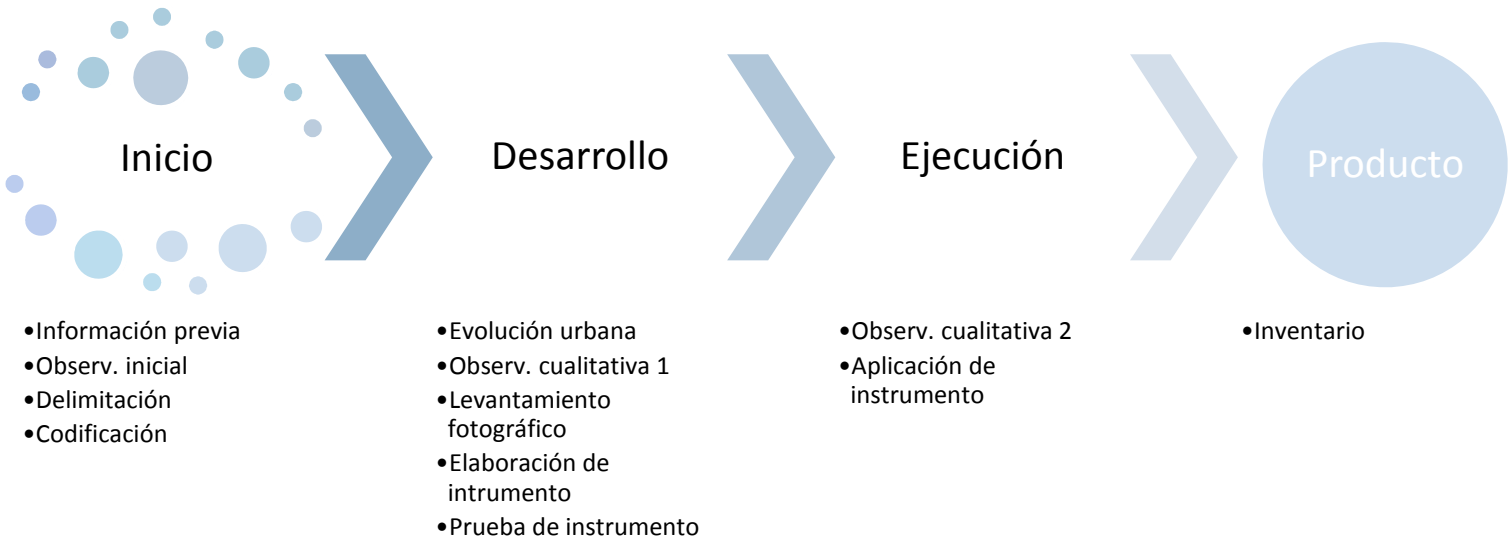 Inicio
Desarrollo
Ejecución
Producto
•Información previa
•Observ. inicial
•Delimitación
•Codificación
•Evolución urbana
•Observ. cualitativa 1
•Levantamiento
fotográfico
•Elaboración de
intrumento
•Prueba de instrumento
•Observ. cualitativa 2
•Aplicación de
instrumento
•Inventario